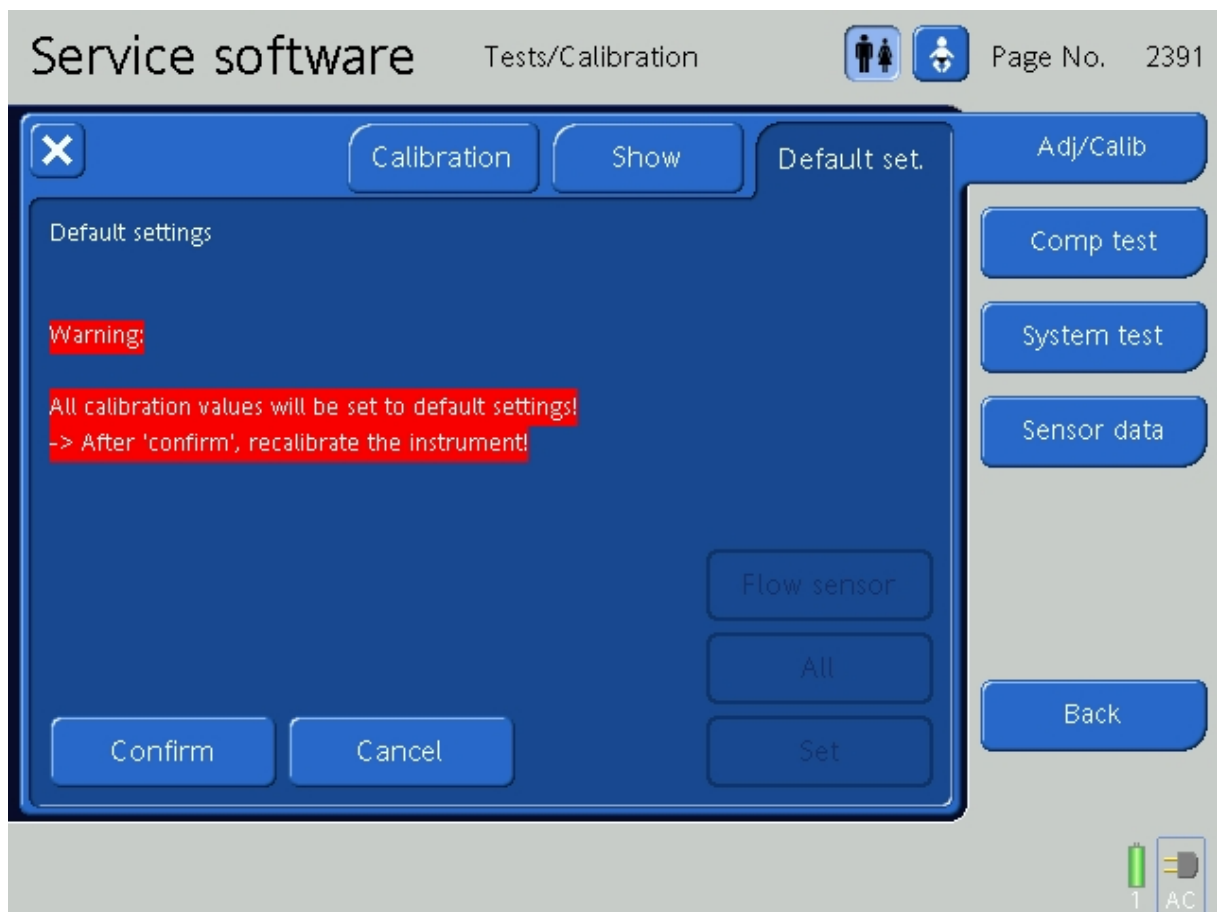 Service software Tests/Calibration Page No. 2391
Calibration Show Default set. Adj/Calib
Default settings
Comp test
Warning:
System test
All calibration values will be set to default settings!
-> After 'confirm', recalibrate the instrument!
Sensor data
Flow sensor
All
Back
Confirm Cancel Set
1 AC